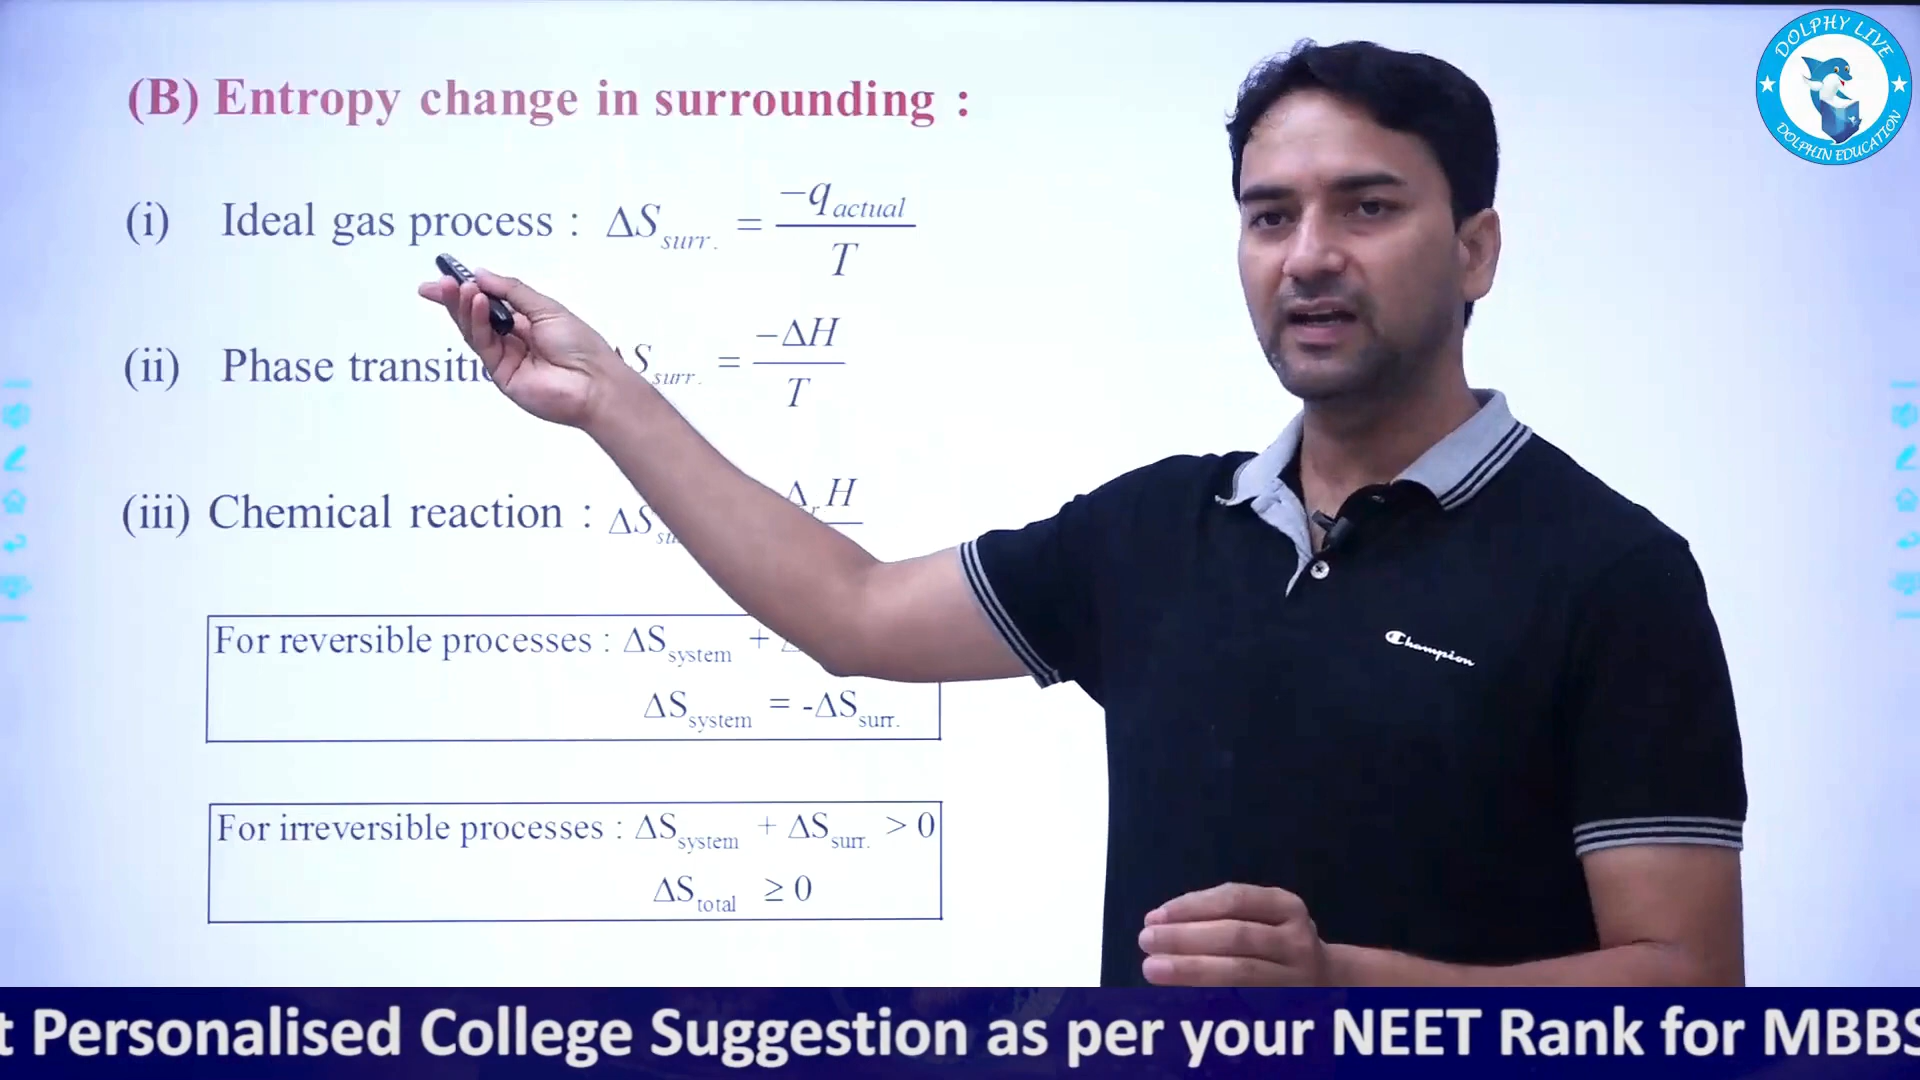 (B) Entropy change in surrounding :
(i) Ideal gas process : ΔS surr. = −q actual / T
(ii) Phase S surr. = −ΔH / T
(iii) Chemical reaction : ΔS Δr H
For reversible processes : ΔS system +
ΔS system = -ΔS surr.
For irreversible processes : ΔS system + ΔS surr. > 0
ΔS total ≥ 0
DOLPHY LIVE
DOLPHIN EDUCATION
Champion
Personalised College Suggestion as per your NEET Rank for MBBS